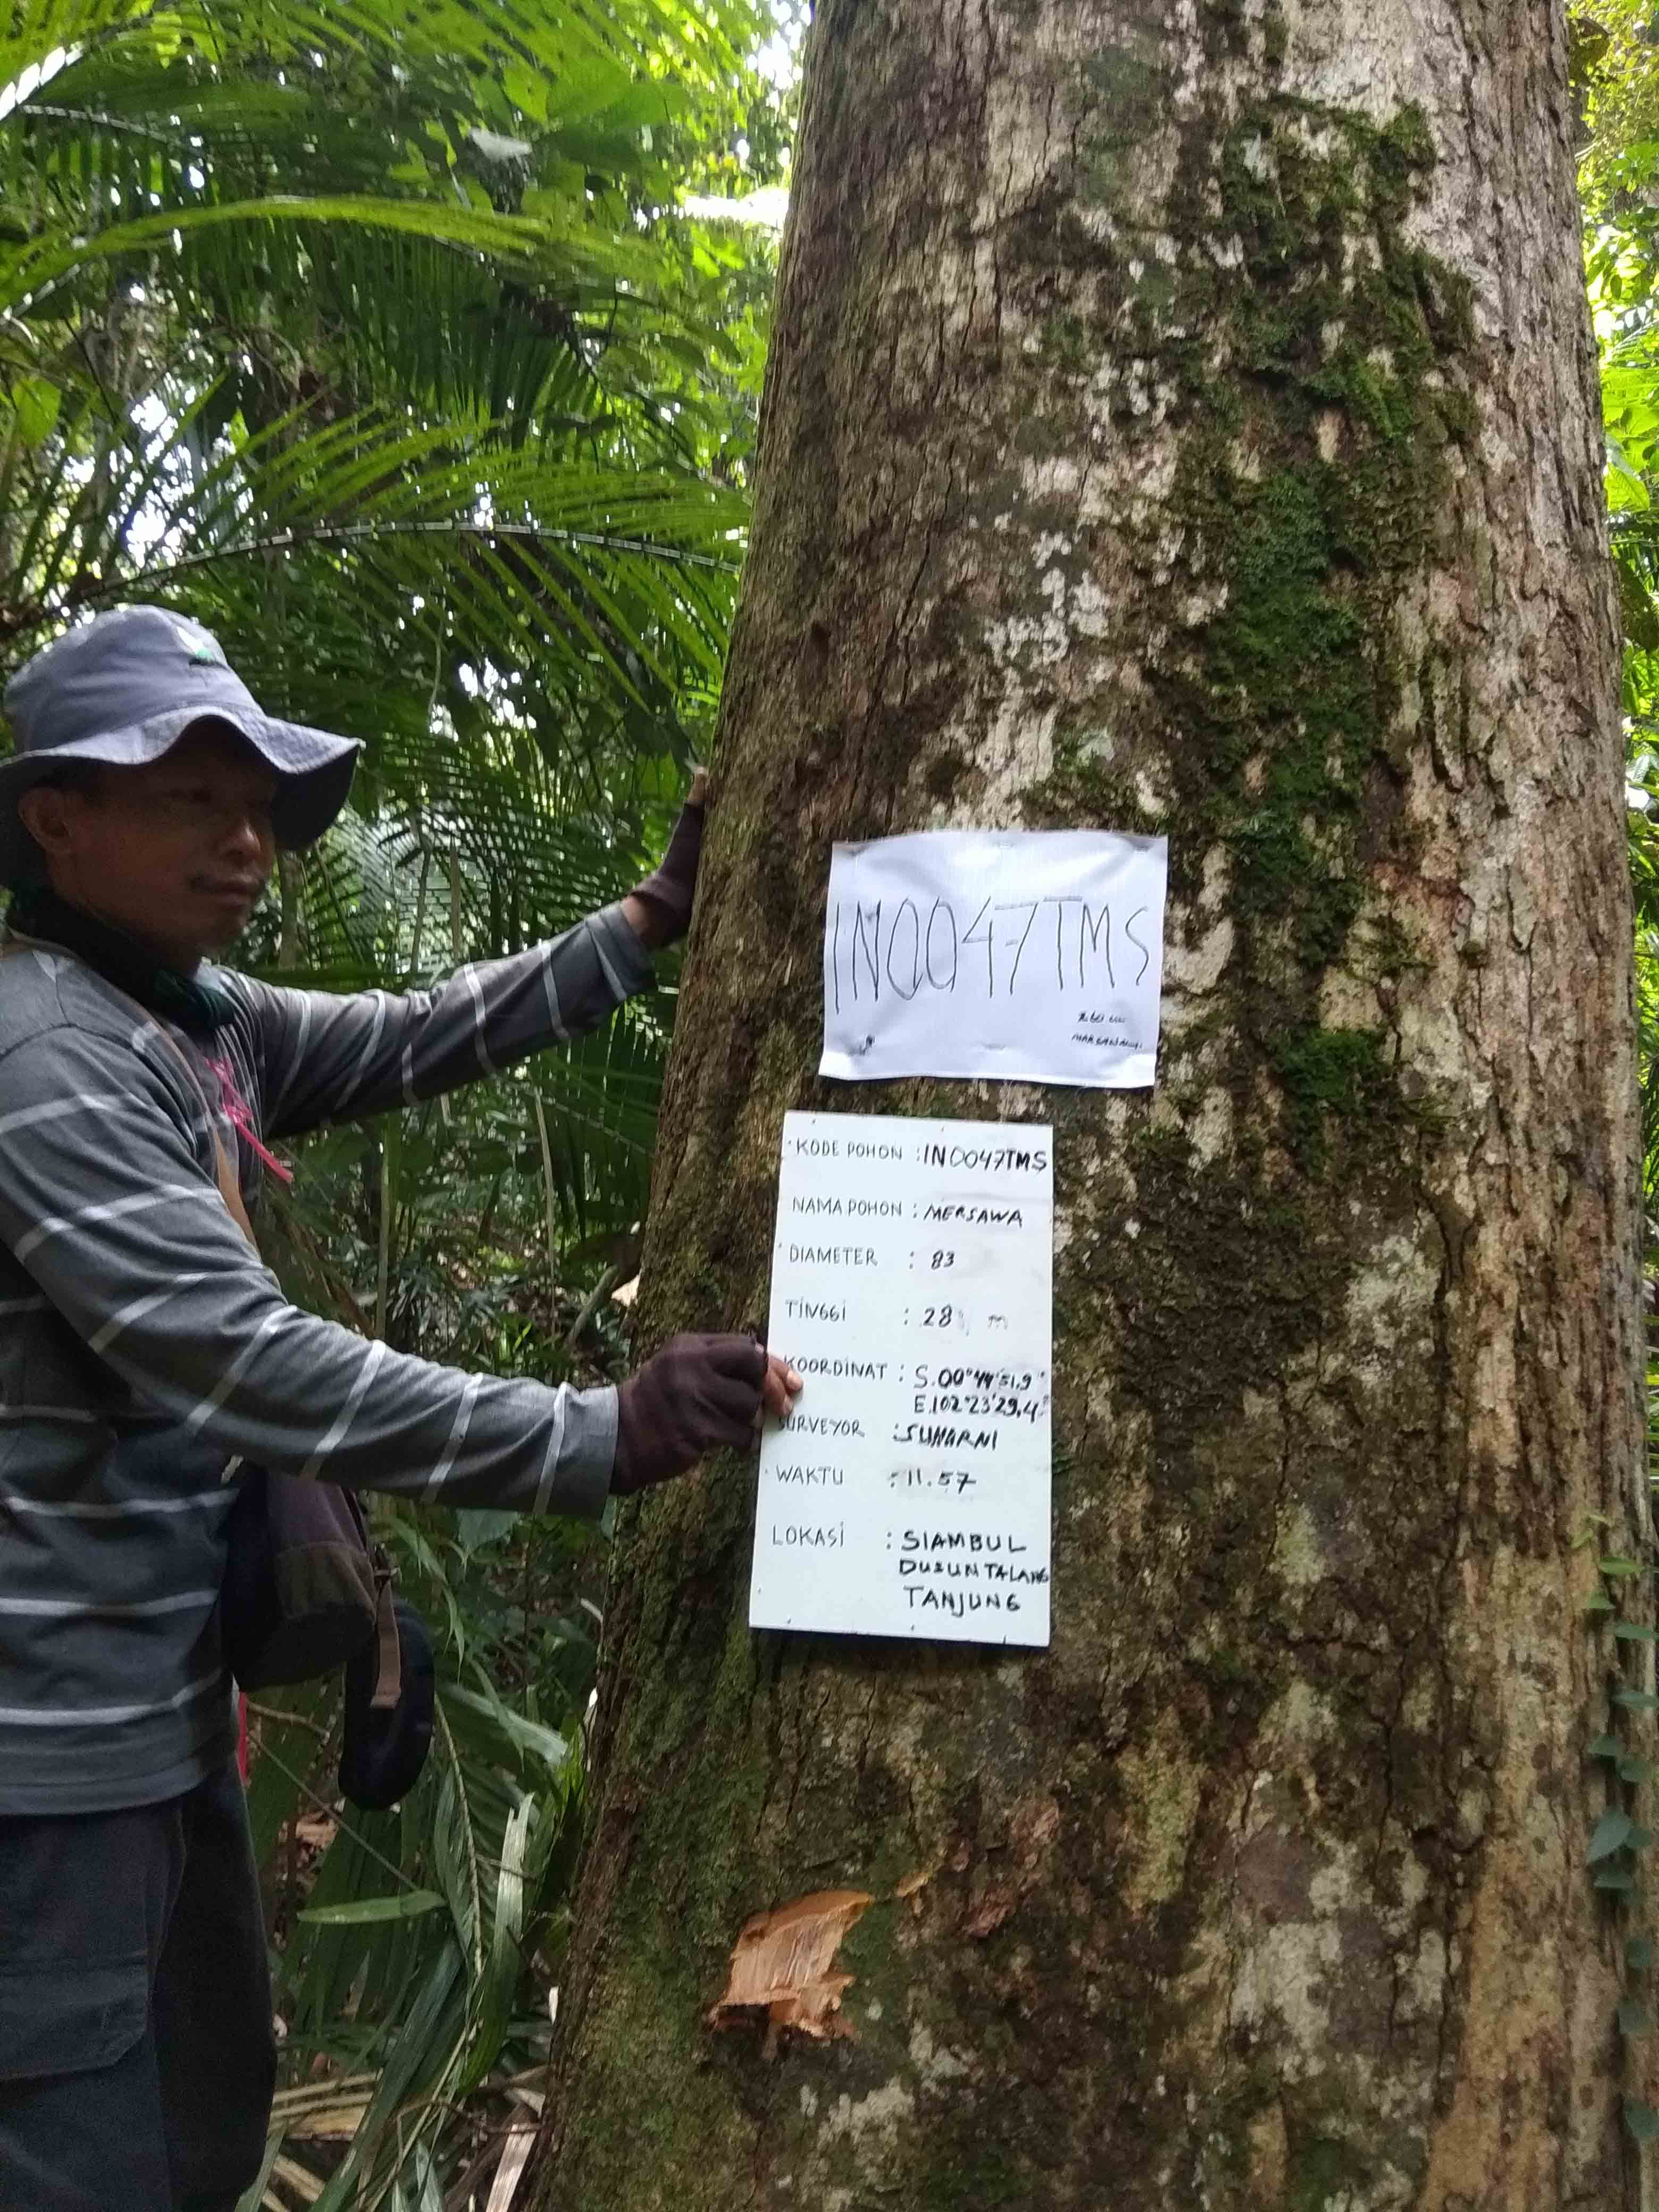 IN0047TMS
KODE POHON : IN0047TMS
NAMA POHON : MERSAWA
DIAMETER : 83
TINGGI : 28 m
KOORDINAT : S.00°44'51,9"
E.102°23'29,4"
SURVEYOR : SUHARNI
WAKTU : 11.57
LOKASI : SIAMBUL
DUSUN TALANG
TANJUNG